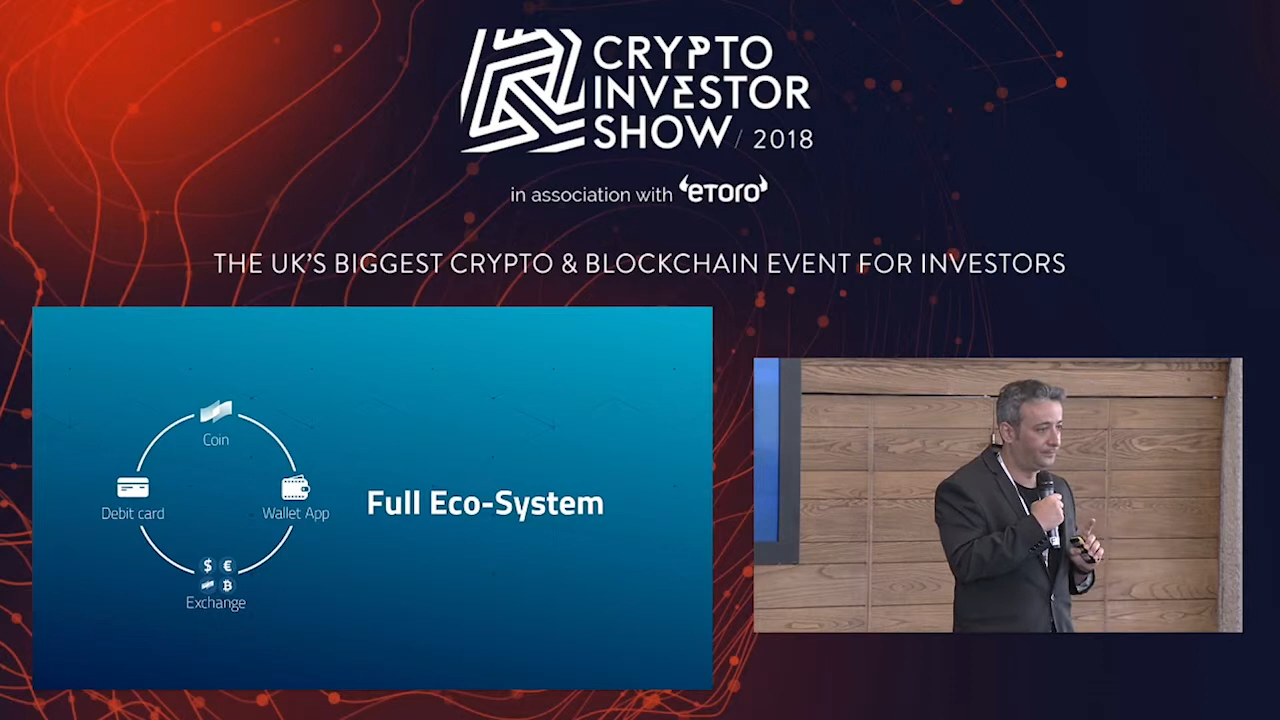 CRYPTO
INVESTOR
SHOW / 2018
in association with eToro
THE UK'S BIGGEST CRYPTO & BLOCKCHAIN EVENT FOR INVESTORS
Coin
Debit card
Wallet App
Full Eco-System
$ €
Exchange